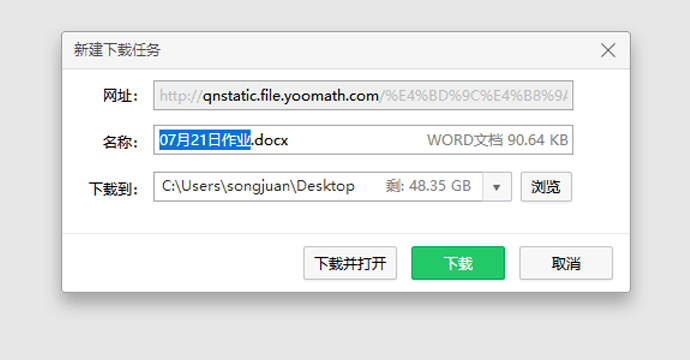 新建下载任务
网址: http://qnstatic.file.yoomath.com/%E4%BD%9C%E4%B8%9A
名称: 07月21日作业.docx WORD文档 90.64 KB
下载到: C:\Users\songjuan\Desktop 剩: 48.35 GB 浏览
下载并打开 下载 取消